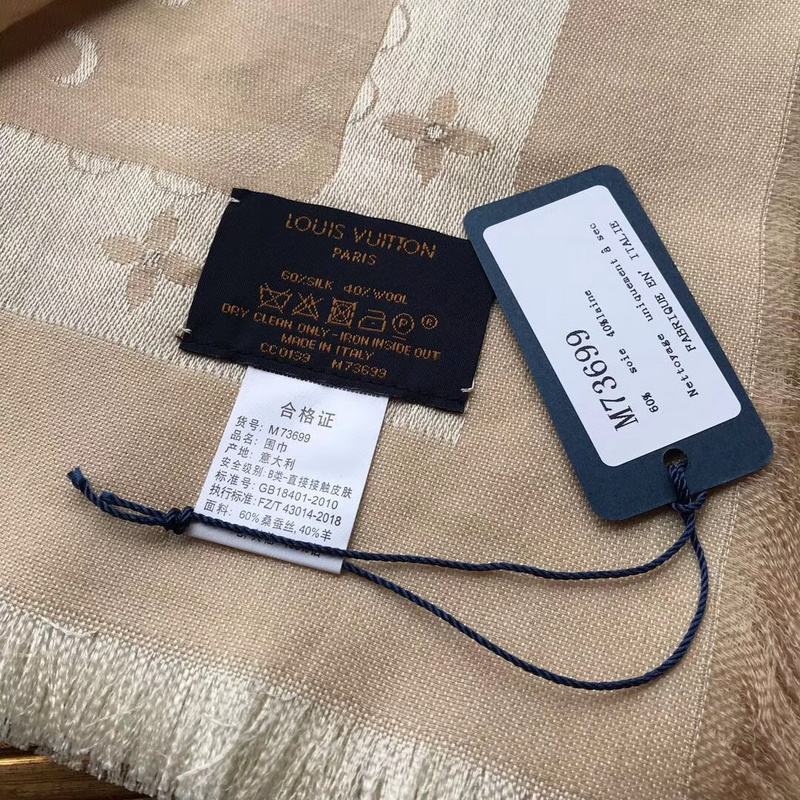 LOUIS VUITTON
PARIS
60%SILK 40%WOOL
DRY CLEAN ONLY-IRON INSIDE OUT
MADE IN ITALY
CC0199 M73699
合格证
货号: M73699
品名: 围巾
产地: 意大利
安全级别: B类-直接接触皮肤
标准号: GB18401-2010
执行标准: FZ/T 43014-2018
面料: 60%桑蚕丝,40%羊
M73699
60% soie 40%laine
Nettoyage uniquement à sec
FABRIQUE EN' ITALIE